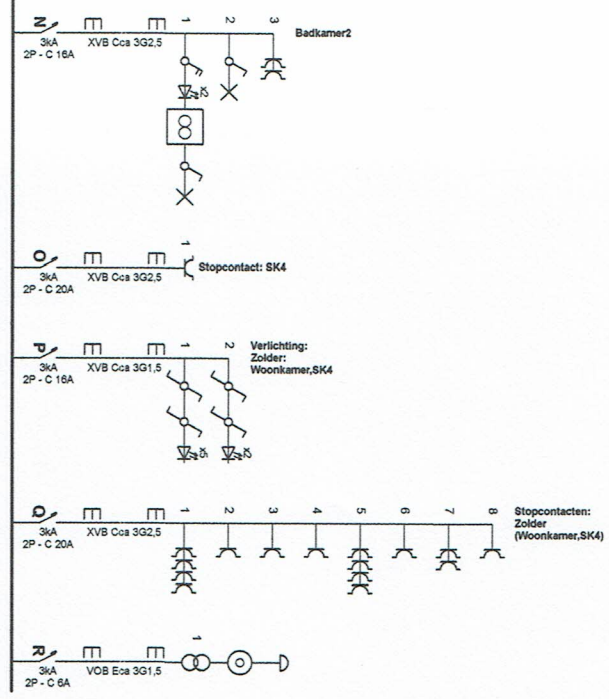 N
1
2
3
Badkamer2
3kA
2P - C 16A
XVB Cca 3G2,5
x2
O
1
Stopcontact: SK4
3kA
2P - C 20A
XVB Cca 3G2,5
P
1
2
Verlichting:
Zolder:
Woonkamer,SK4
3kA
2P - C 16A
XVB Cca 3G1,5
x2
Q
1
2
3
4
5
6
7
8
Stopcontacten:
Zolder
(Woonkamer,SK4)
3kA
2P - C 20A
XVB Cca 3G2,5
R
1
3kA
2P - C 6A
VOB Eca 3G1,5